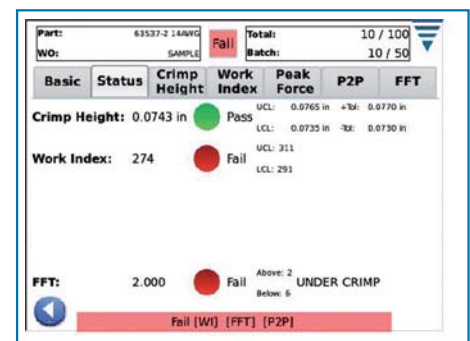 Part: 63537-2 14AWG Fail Total: 10 / 100
WO: SAMPLE Batch: 10 / 50
Basic Status Crimp Height Work Index Peak Force P2P FFT
Crimp Height: 0.0743 in Pass UCL: 0.0765 in +Tol: 0.0770 in
LCL: 0.0735 in -Tol: 0.0730 in
Work Index: 274 Fail UCL: 311
LCL: 291
FFT: 2.000 Fail Above: 2 UNDER CRIMP
Below: 6
Fail [WI] [FFT] [P2P]